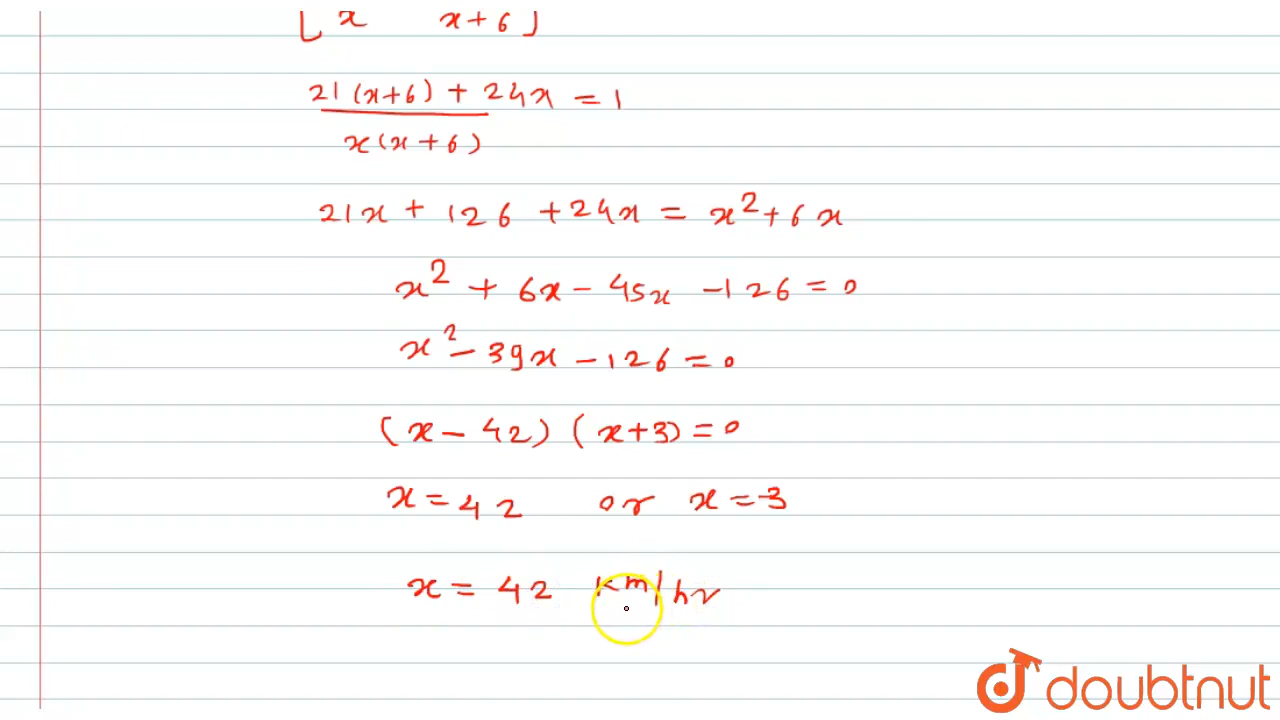 [ x x+6 ]
21(x+6) + 24x = 1
x(x+6)
21x + 126 + 24x = x² + 6x
x² + 6x - 45x - 126 = 0
x² - 39x - 126 = 0
(x - 42) (x+3) = 0
x = 42 or x = -3
x = 42 km/hr
doubtnut